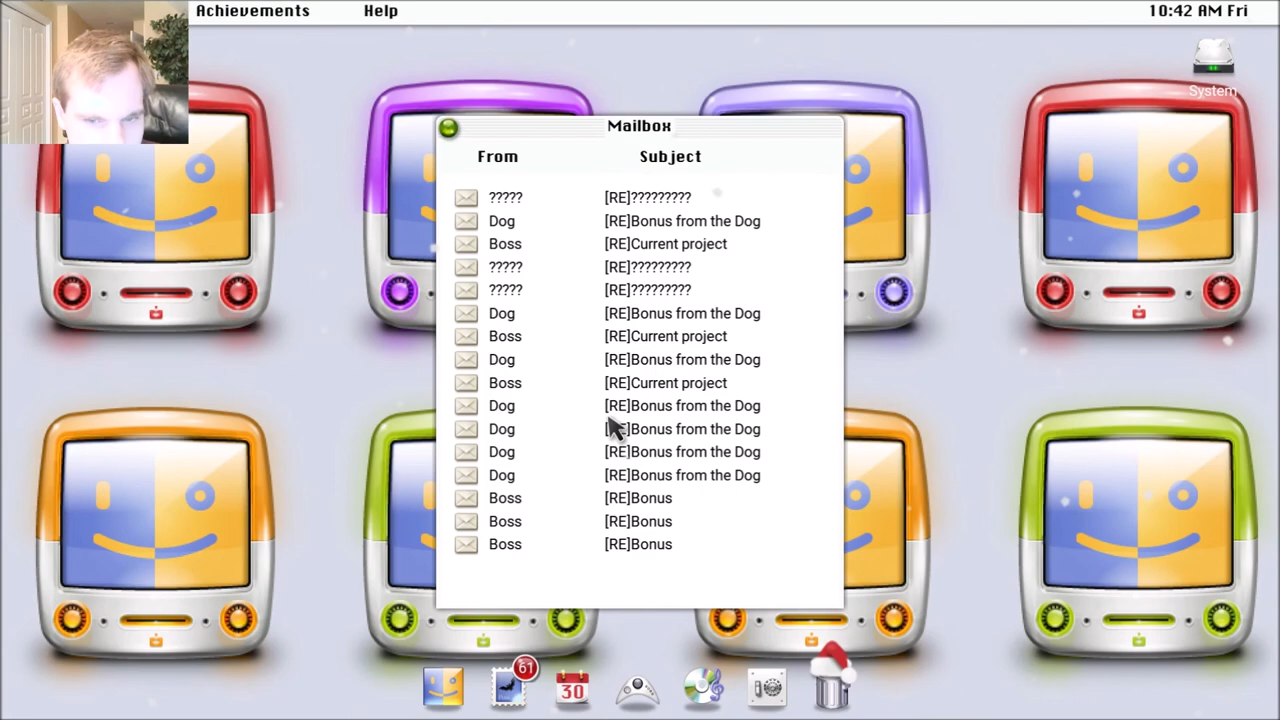 Achievements Help 10:42 AM Fri
System
Mailbox
From Subject
????? [RE]?????????
Dog [RE]Bonus from the Dog
Boss [RE]Current project
????? [RE]?????????
????? [RE]?????????
Dog [RE]Bonus from the Dog
Boss [RE]Current project
Dog [RE]Bonus from the Dog
Boss [RE]Current project
Dog [RE]Bonus from the Dog
Dog [RE]Bonus from the Dog
Dog [RE]Bonus from the Dog
Dog [RE]Bonus from the Dog
Boss [RE]Bonus
Boss [RE]Bonus
Boss [RE]Bonus
61
30